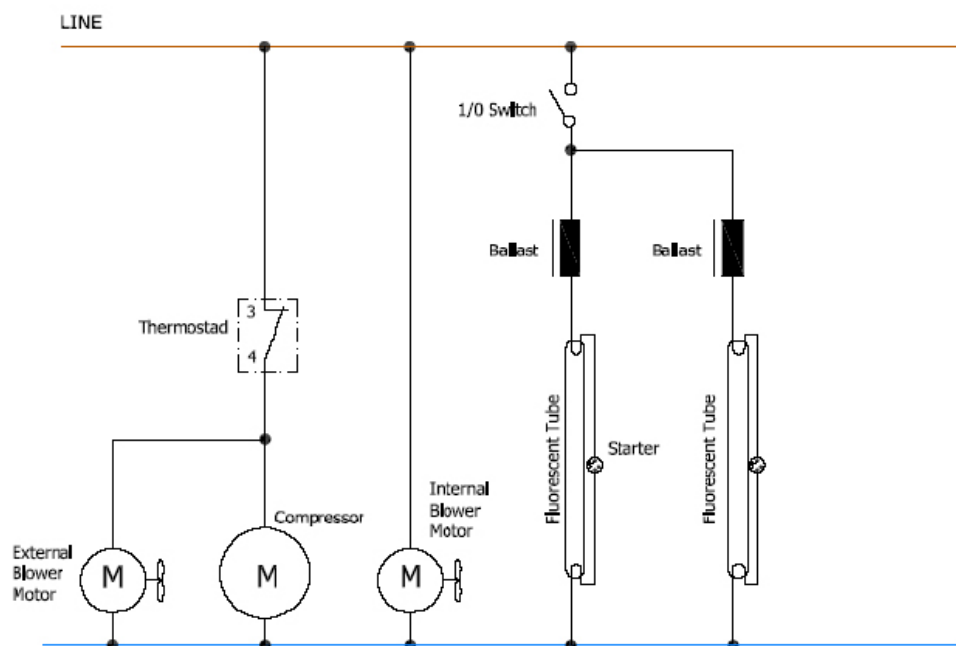 LINE
1/0 Switch
Ballast
Ballast
3
Thermostad
4
Fluorescent Tube
Starter
Fluorescent Tube
Internal
Blower
Motor
Compressor
External
Blower
Motor
M
M
M